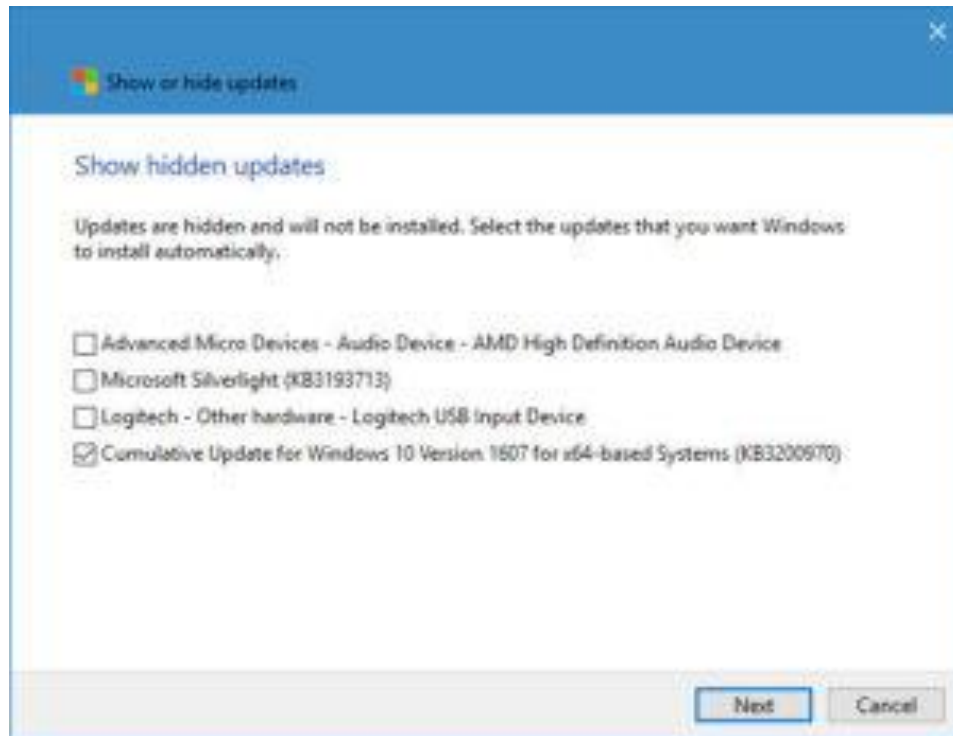 Show or hide updates
Show hidden updates
Updates are hidden and will not be installed. Select the updates that you want Windows
to install automatically.
Advanced Micro Devices - Audio Device - AMD High Definition Audio Device
Microsoft Silverlight (KB3193713)
Logitech - Other hardware - Logitech USB Input Device
Cumulative Update for Windows 10 Version 1607 for x64-based Systems (KB3200970)
Next Cancel